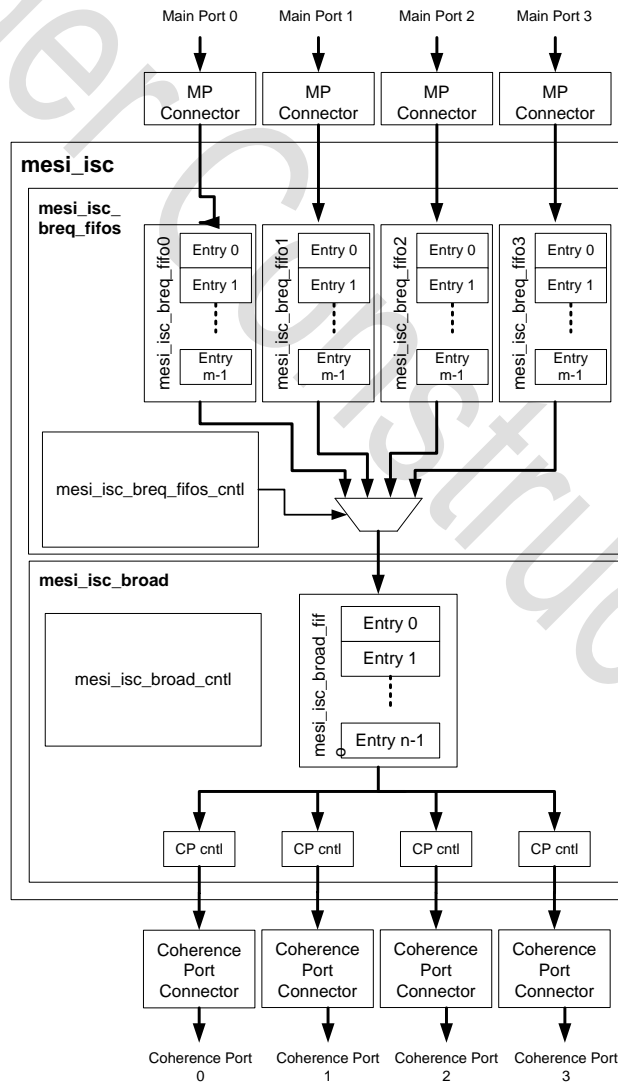 Main Port 0
Main Port 1
Main Port 2
Main Port 3
MP
Connector
MP
Connector
MP
Connector
MP
Connector
mesi_isc
mesi_isc_
breq_fifos
mesi_isc_breq_fifo0
Entry 0
Entry 1
Entry
m-1
mesi_isc_breq_fifo1
Entry 0
Entry 1
Entry
m-1
mesi_isc_breq_fifo2
Entry 0
Entry 1
Entry
m-1
mesi_isc_breq_fifo3
Entry 0
Entry 1
Entry
m-1
mesi_isc_breq_fifos_cntl
mesi_isc_broad
mesi_isc_broad_cntl
mesi_isc_broad_fif
o
Entry 0
Entry 1
Entry n-1
CP cntl
CP cntl
CP cntl
CP cntl
Coherence
Port
Connector
Coherence
Port
Connector
Coherence
Port
Connector
Coherence
Port
Connector
Coherence Port
0
Coherence Port
1
Coherence Port
2
Coherence Port
3